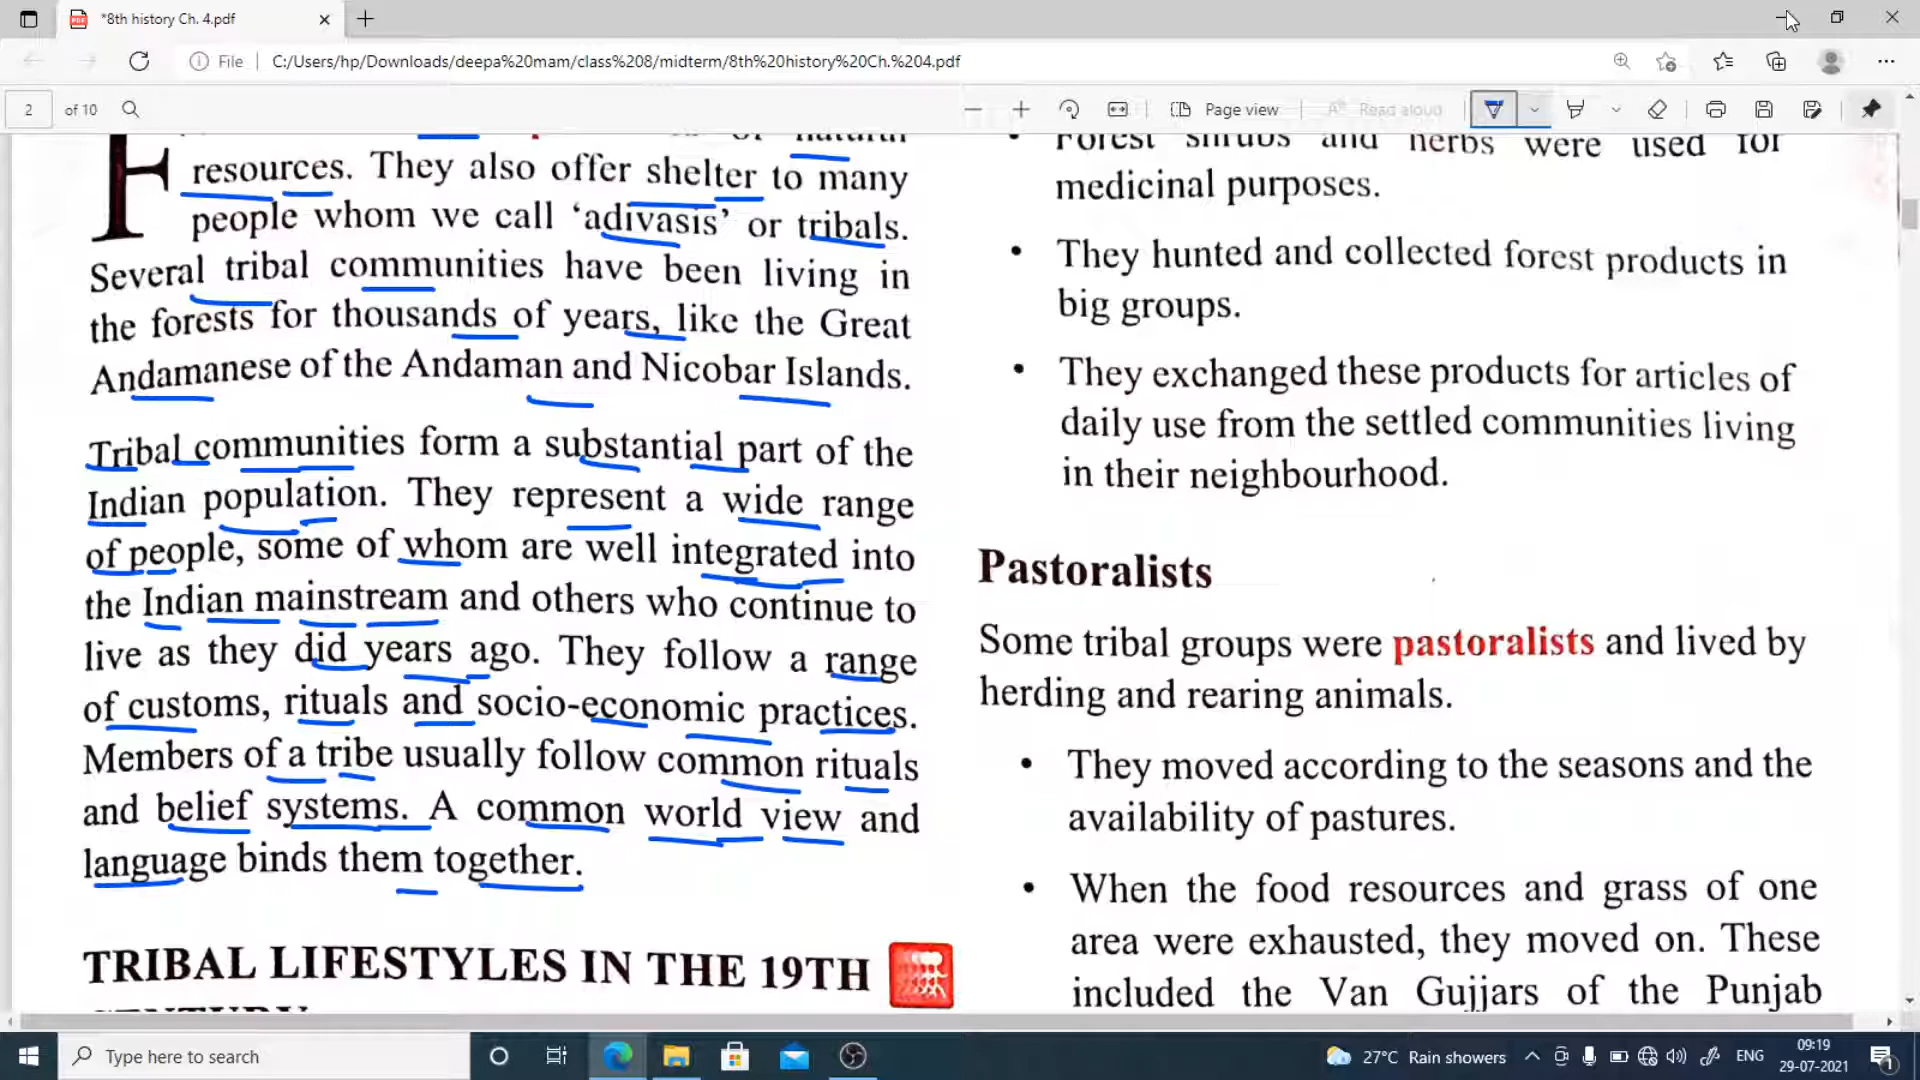 *8th history Ch. 4.pdf
File
C:/Users/hp/Downloads/deepa%20mam/class%208/midterm/8th%20history%20Ch.%204.pdf
2 of 10
Page view
Read aloud
F
natural
resources. They also offer shelter to many
people whom we call ‘adivasis’ or tribals.
Several tribal communities have been living in
the forests for thousands of years, like the Great
Andamanese of the Andaman and Nicobar Islands.
Tribal communities form a substantial part of the
Indian population. They represent a wide range
of people, some of whom are well integrated into
the Indian mainstream and others who continue to
live as they did years ago. They follow a range
of customs, rituals and socio-economic practices.
Members of a tribe usually follow common rituals
and belief systems. A common world view and
language binds them together.
TRIBAL LIFESTYLES IN THE 19TH
CENTURY
• Forest shrubs and herbs were used for
medicinal purposes.
• They hunted and collected forest products in
big groups.
• They exchanged these products for articles of
daily use from the settled communities living
in their neighbourhood.
Pastoralists
Some tribal groups were pastoralists and lived by
herding and rearing animals.
• They moved according to the seasons and the
availability of pastures.
• When the food resources and grass of one
area were exhausted, they moved on. These
included the Van Gujjars of the Punjab
Type here to search
27°C Rain showers
ENG
09:19
29-07-2021
1